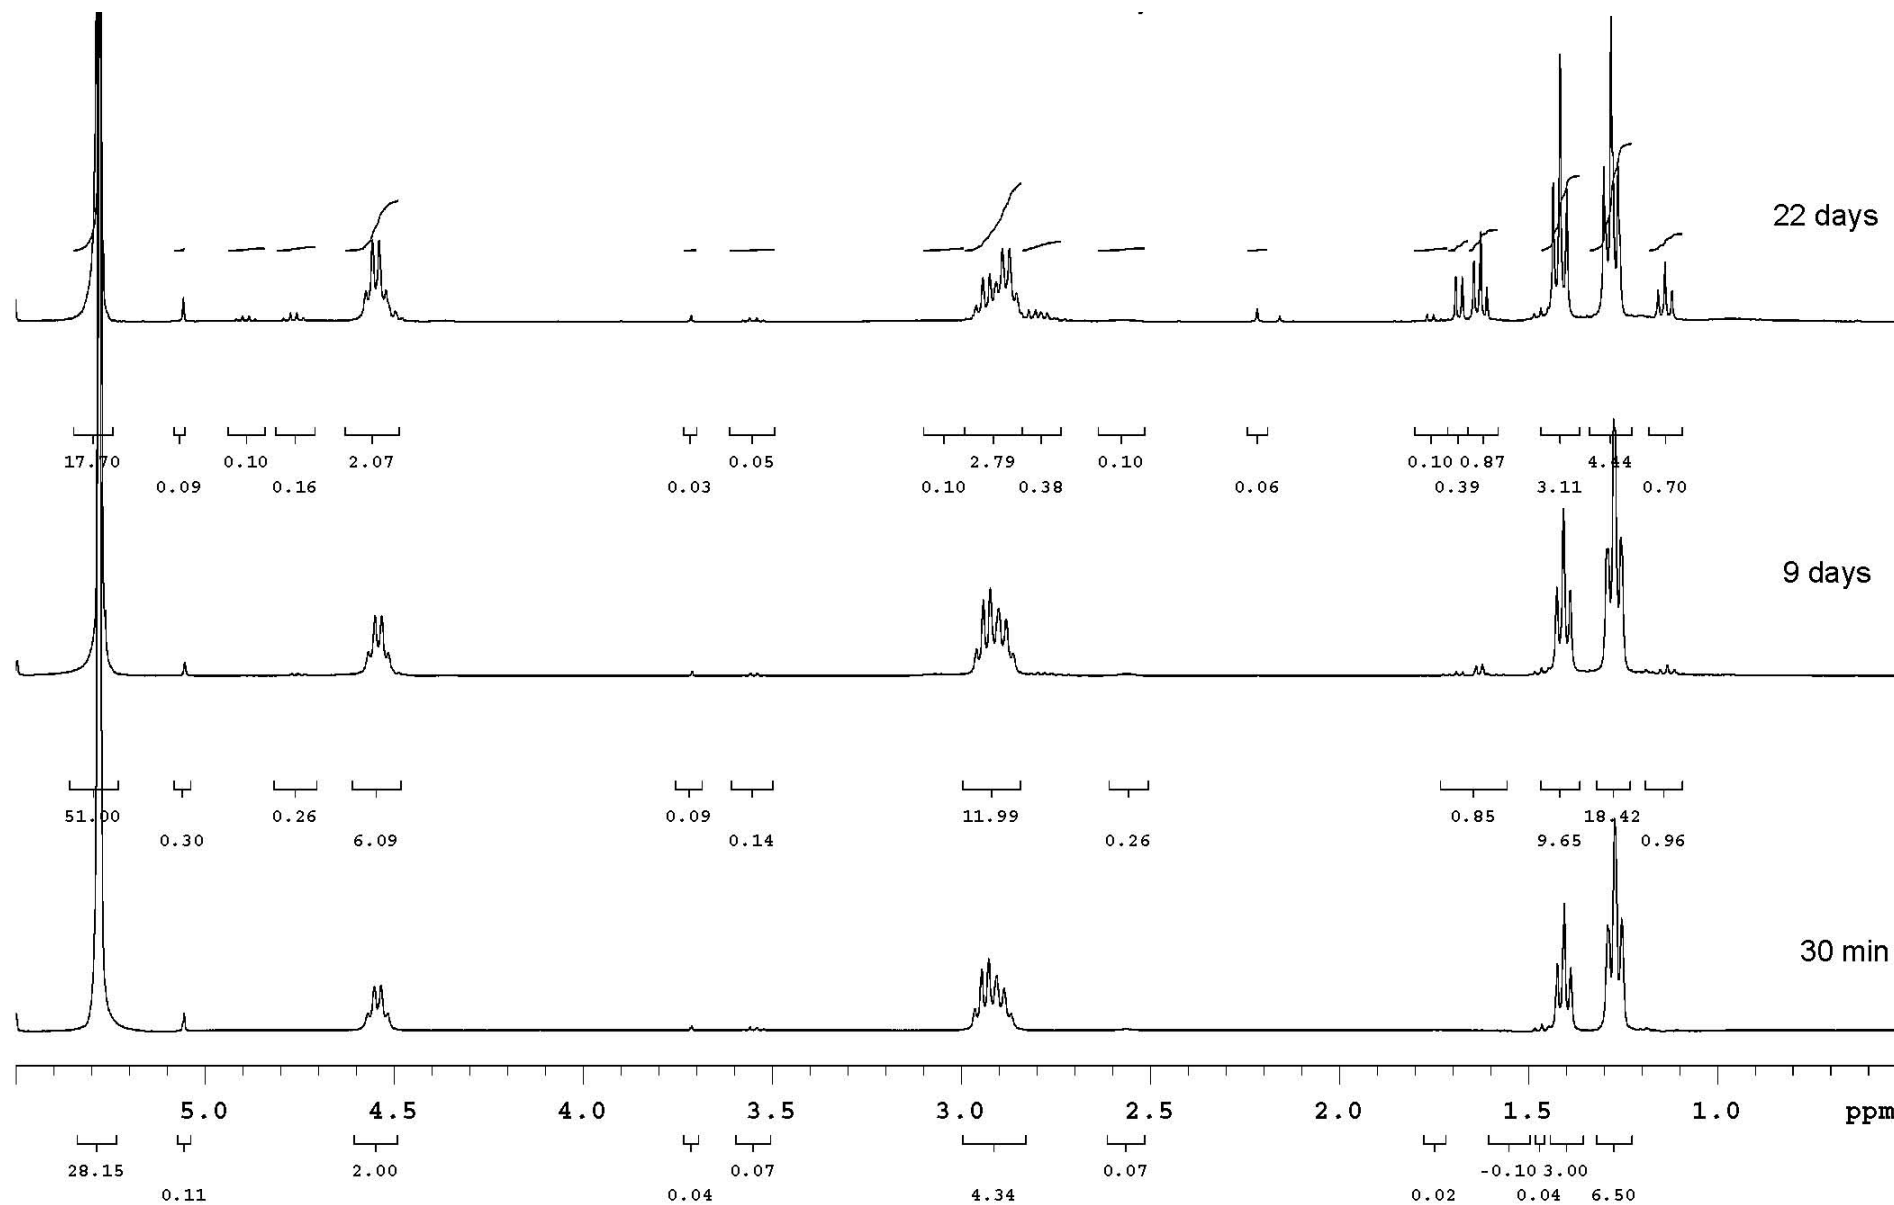 22 days
17.70 0.10 2.07 0.05 2.79 0.10 0.87 4.44
0.09 0.16 0.03 0.10 0.38 0.10 0.06 0.39 3.11 0.70
9 days
51.00 0.26 0.09 11.99 0.85 18.42
0.30 6.09 0.14 0.26 9.65 0.96
30 min
5.0 4.5 4.0 3.5 3.0 2.5 2.0 1.5 1.0 ppm
28.15 2.00 0.07 0.07 -0.10 3.00
0.11 0.04 4.34 0.02 0.04 6.50